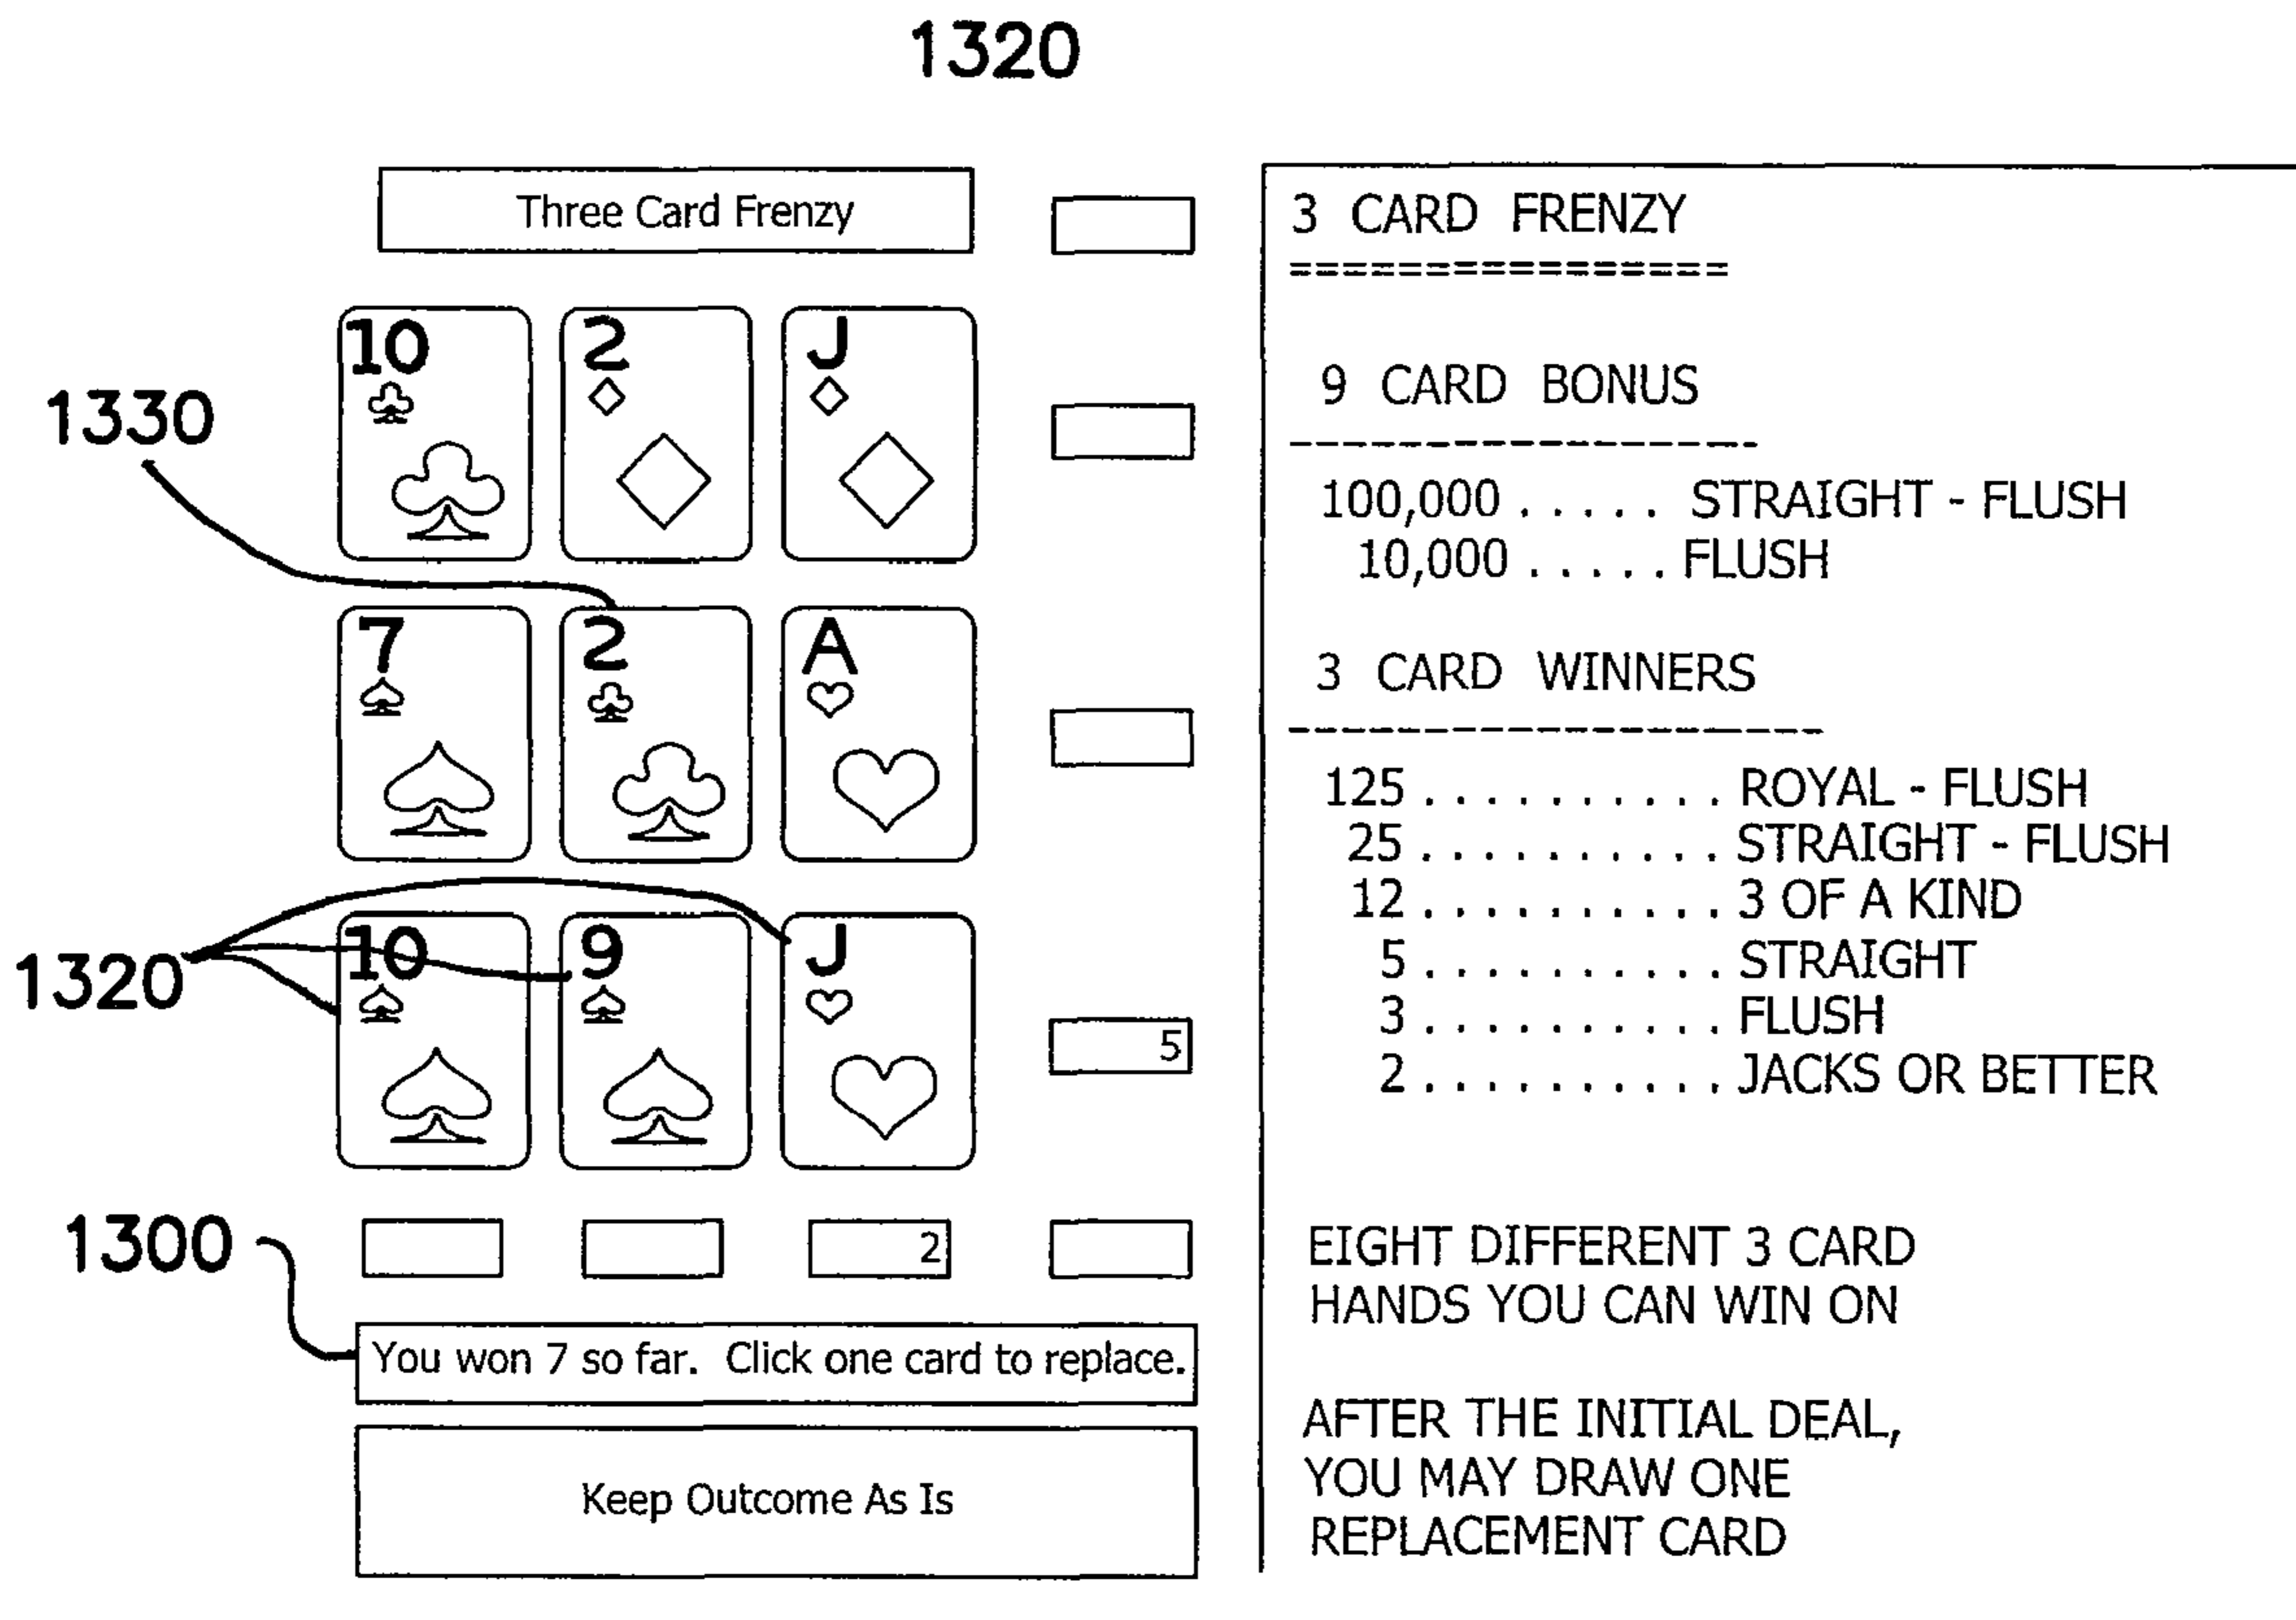 1320
Three Card Frenzy
10 2 J
1330
7 2 A
1320
10 9 J
5
1300
2
You won 7 so far. Click one card to replace.
Keep Outcome As Is
3 CARD FRENZY
================
9 CARD BONUS
------------------
100,000 ..... STRAIGHT - FLUSH
10,000 ..... FLUSH
3 CARD WINNERS
--------------------
125 .......... ROYAL - FLUSH
25 .......... STRAIGHT - FLUSH
12 .......... 3 OF A KIND
5 .......... STRAIGHT
3 .......... FLUSH
2 .......... JACKS OR BETTER
EIGHT DIFFERENT 3 CARD
HANDS YOU CAN WIN ON
AFTER THE INITIAL DEAL,
YOU MAY DRAW ONE
REPLACEMENT CARD